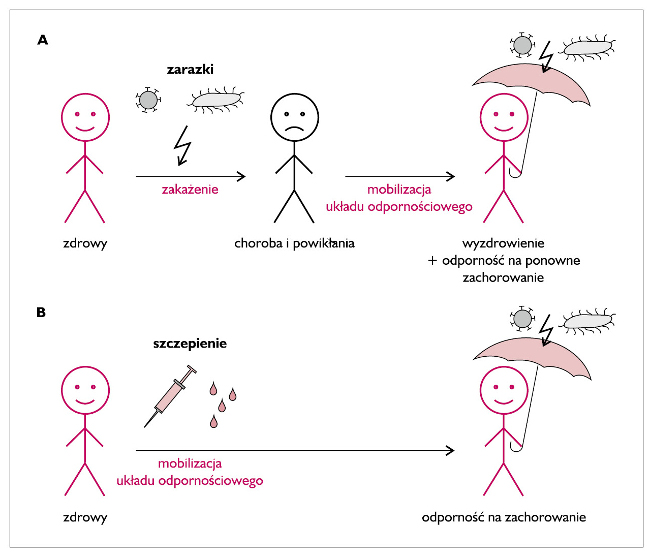 A
zarazki
zakażenie
mobilizacja
układu odpornościowego
zdrowy
choroba i powikłania
wyzdrowienie
+ odporność na ponowne
zachorowanie
B
szczepienie
mobilizacja
układu odpornościowego
zdrowy
odporność na zachorowanie